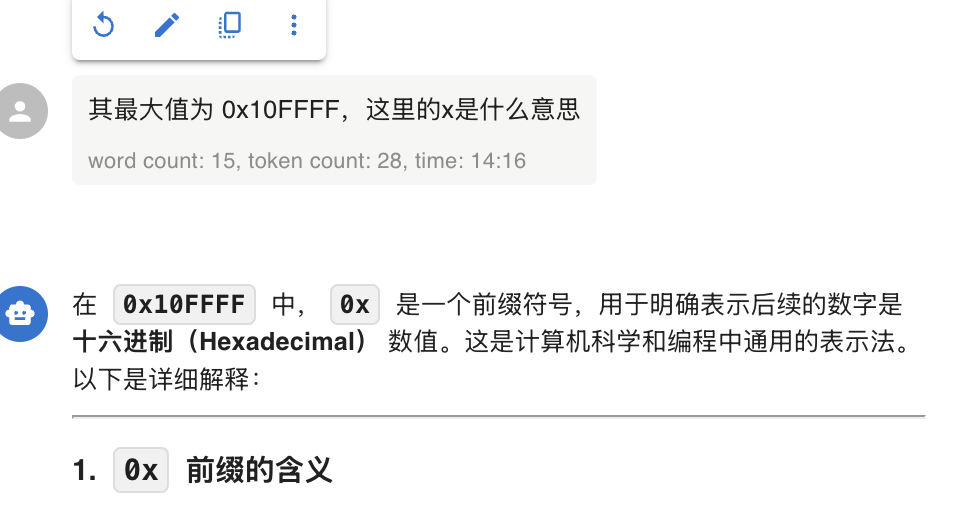 其最大值为 0x10FFFF，这里的x是什么意思
word count: 15, token count: 28, time: 14:16
在 0x10FFFF 中， 0x 是一个前缀符号，用于明确表示后续的数字是
十六进制（Hexadecimal） 数值。这是计算机科学和编程中通用的表示法。
以下是详细解释：
1. 0x 前缀的含义